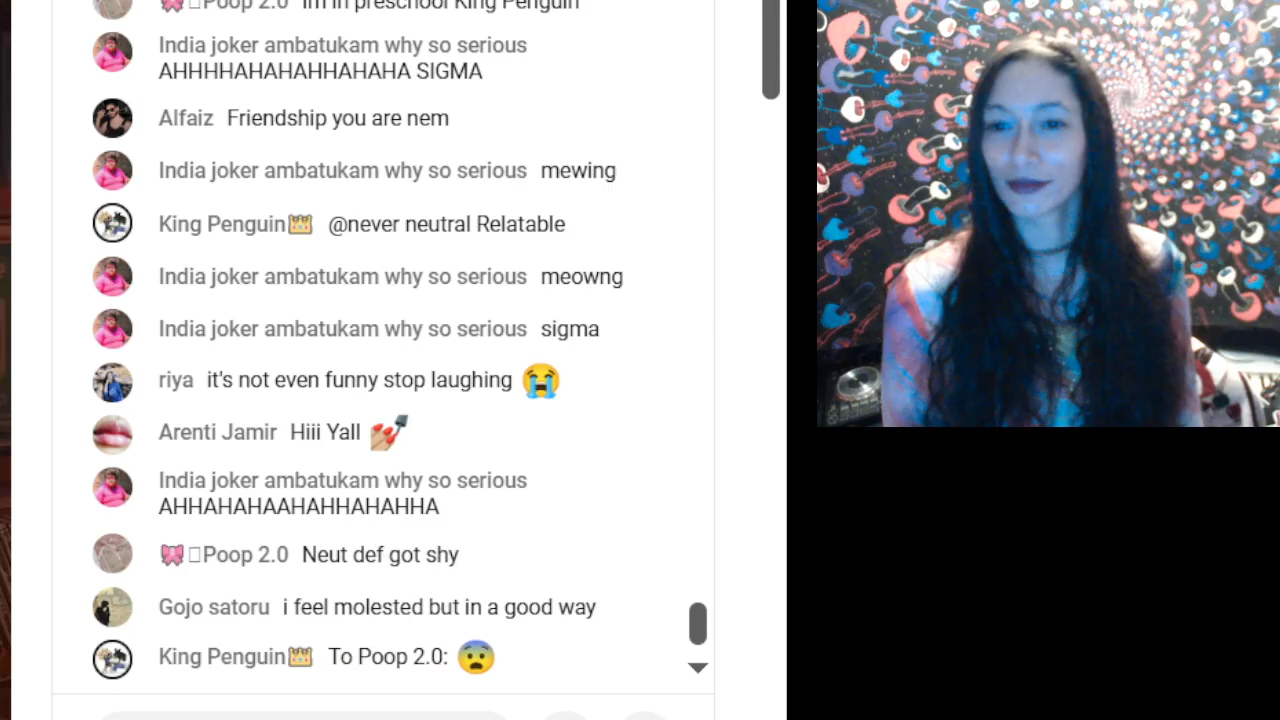 Poop 2.0 Im in preschool King Penguin
India joker ambatukam why so serious
AHHHHAHAHAHHAHAHA SIGMA
Alfaiz Friendship you are nem
India joker ambatukam why so serious mewing
King Penguin @never neutral Relatable
India joker ambatukam why so serious meowng
India joker ambatukam why so serious sigma
riya it's not even funny stop laughing 😭
Arenti Jamir Hiii Yall 💅
India joker ambatukam why so serious
AHHAHAHAAHAHHAHAHHA
🎀 Poop 2.0 Neut def got shy
Gojo satoru i feel molested but in a good way
King Penguin To Poop 2.0: 😨